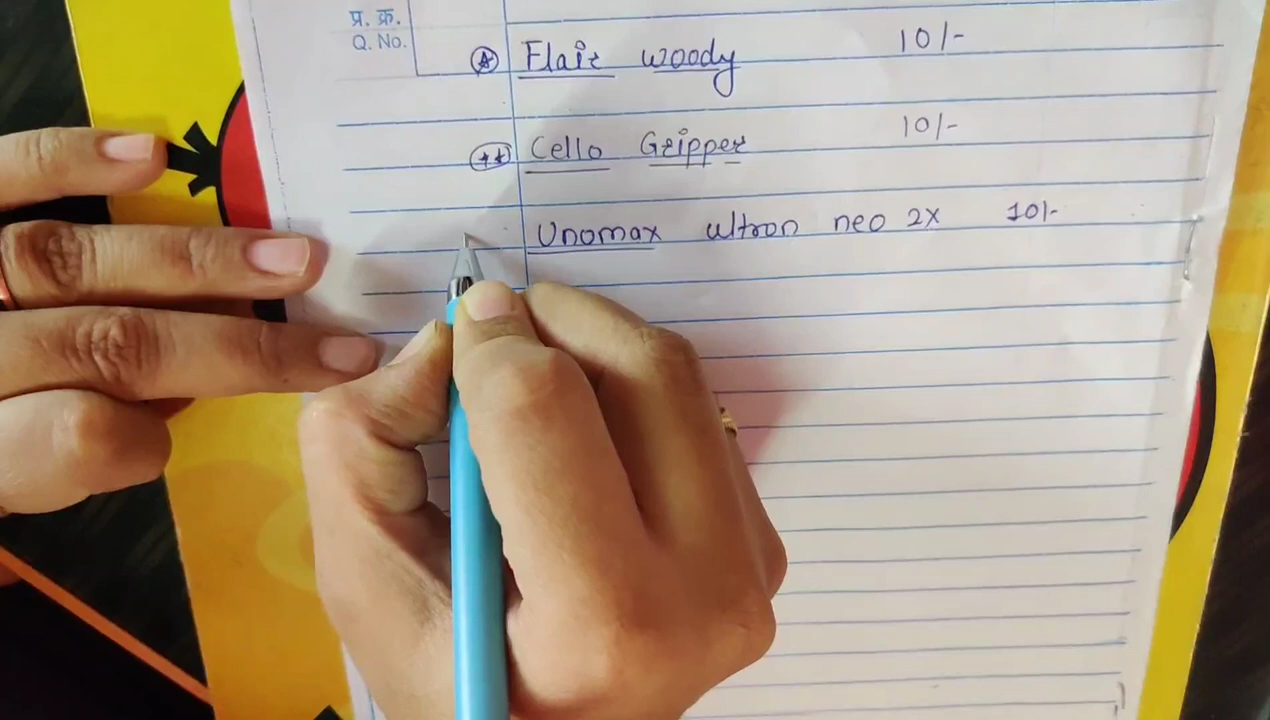 प्र. क्र.
Q. No.
Flair woody 10/-
Cello Gripper 10/-
Unomax ultron neo 2X 10/-